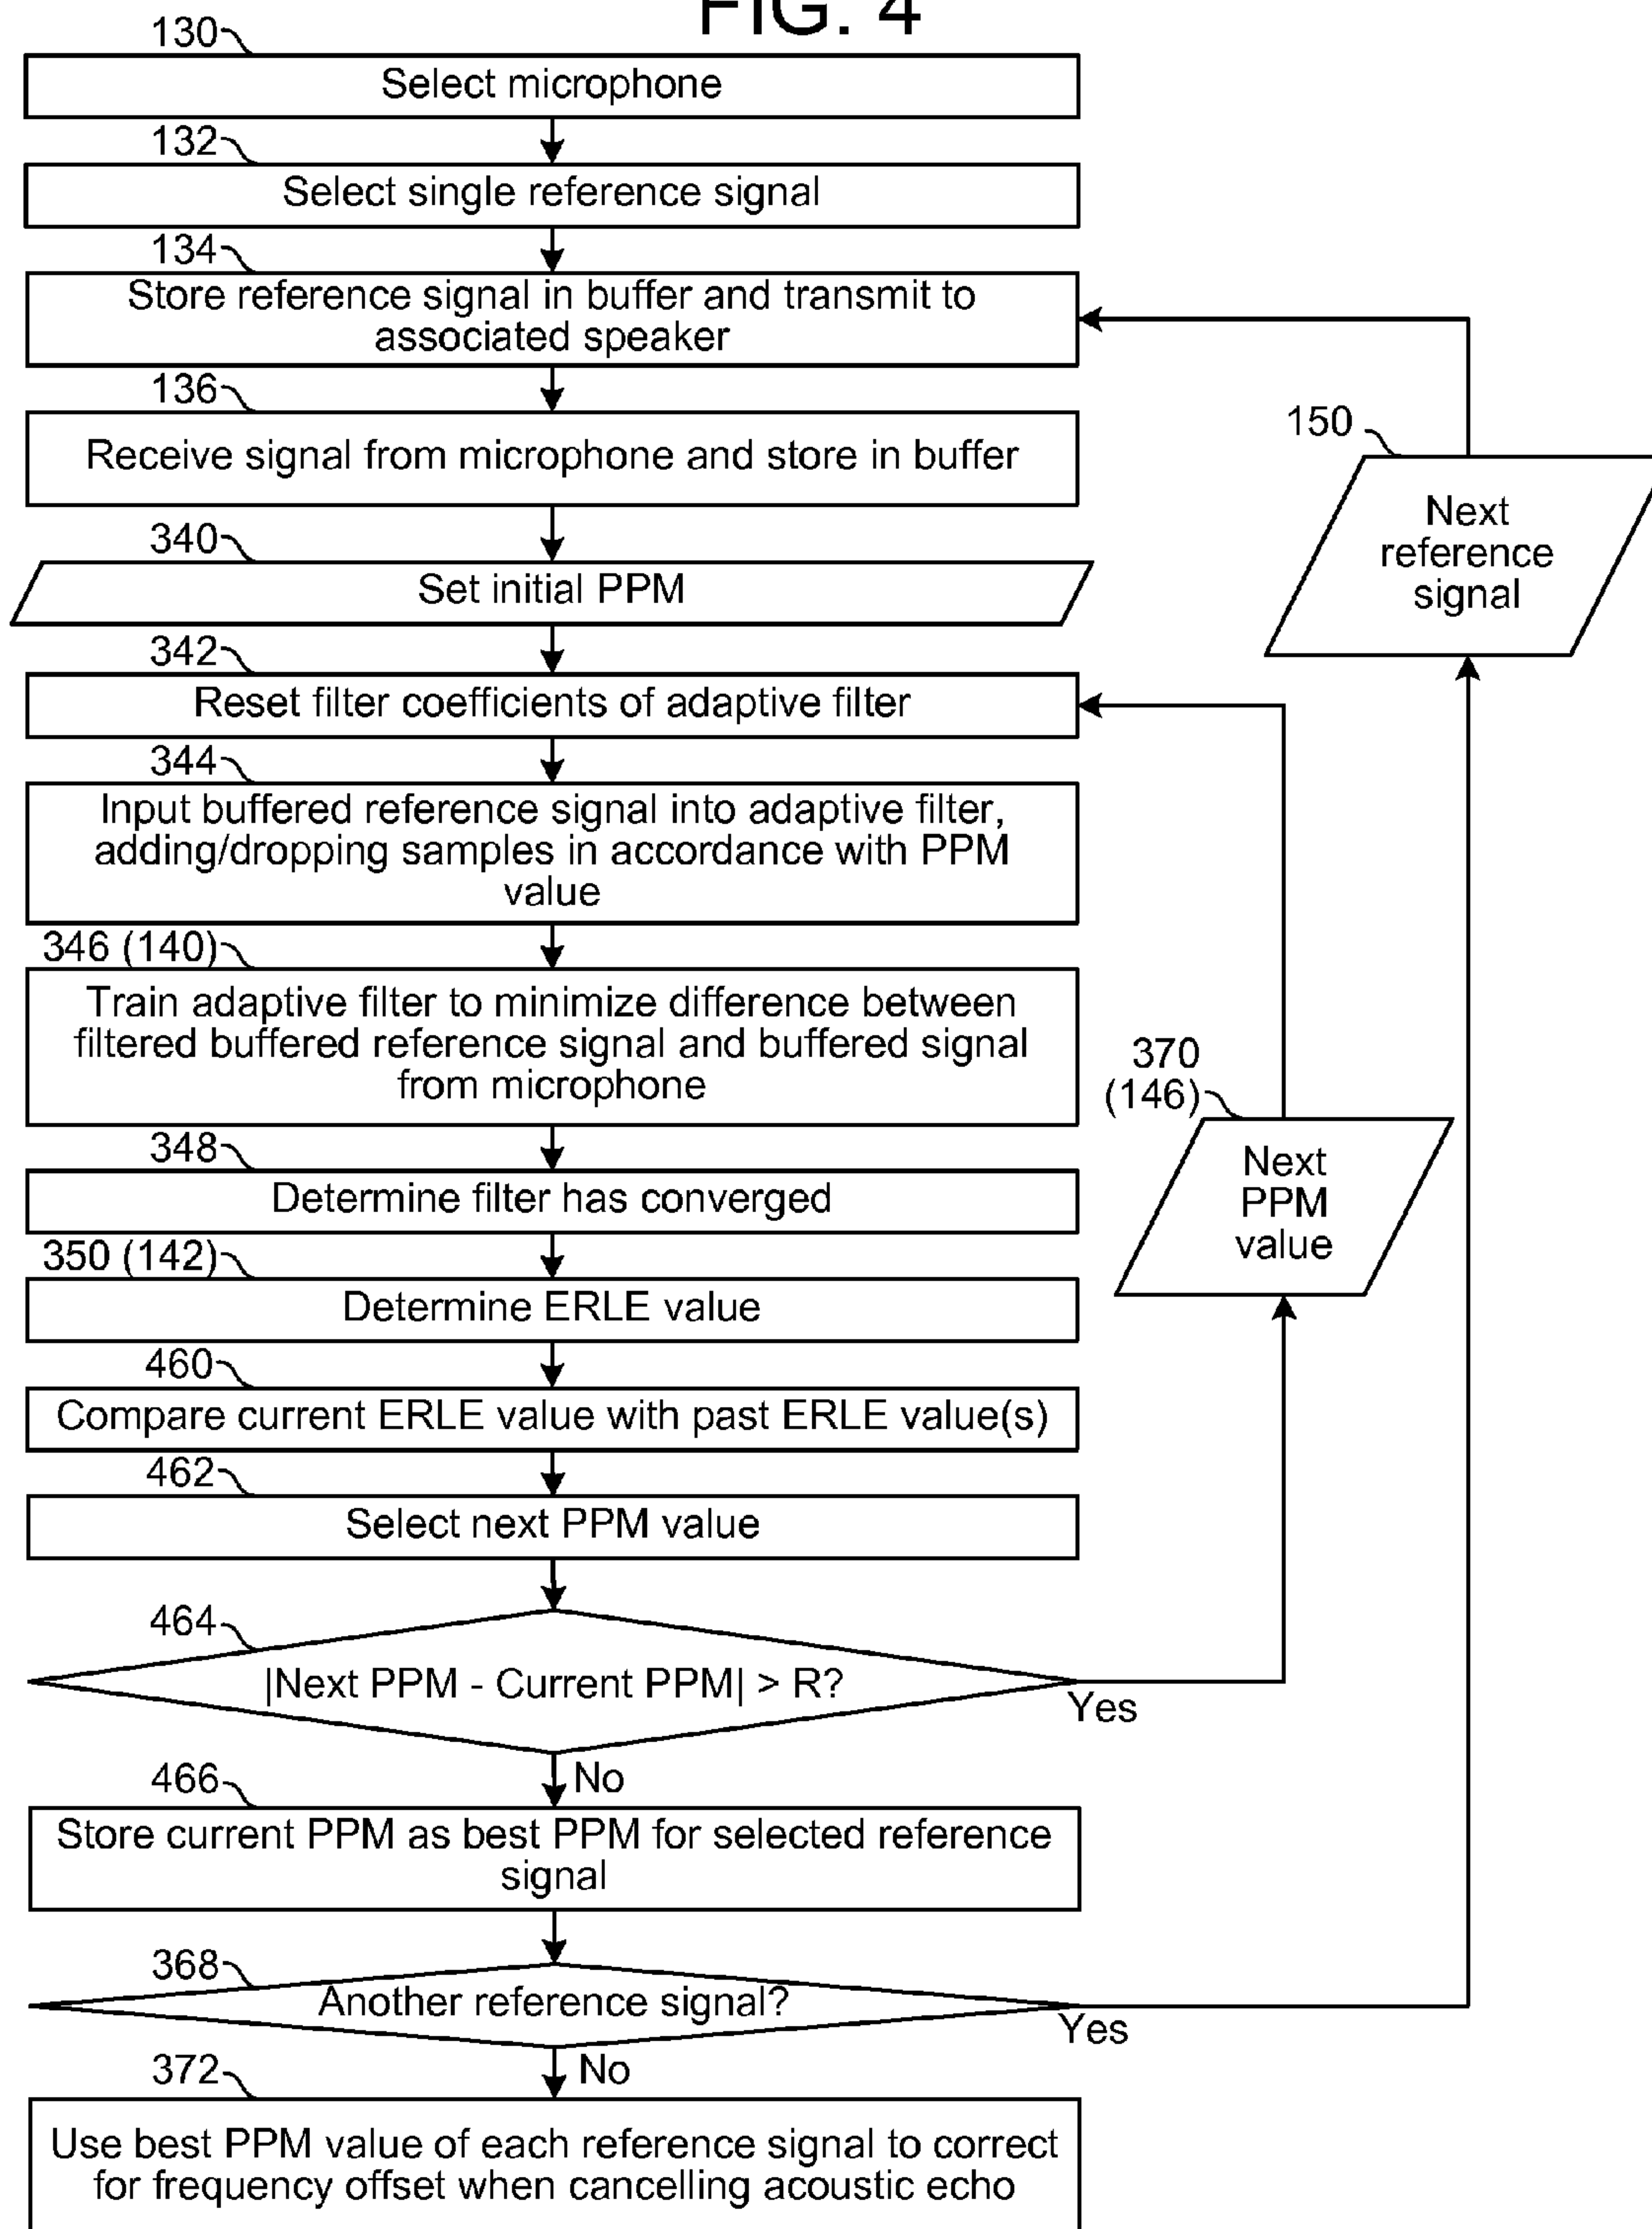 FIG. 4
130
Select microphone
132
Select single reference signal
134
Store reference signal in buffer and transmit to
associated speaker
136
Receive signal from microphone and store in buffer
150
Next
reference
signal
340
Set initial PPM
342
Reset filter coefficients of adaptive filter
344
Input buffered reference signal into adaptive filter,
adding/dropping samples in accordance with PPM
value
346 (140)
Train adaptive filter to minimize difference between
filtered buffered reference signal and buffered signal
from microphone
370
(146)
Next
PPM
value
348
Determine filter has converged
350 (142)
Determine ERLE value
460
Compare current ERLE value with past ERLE value(s)
462
Select next PPM value
464
|Next PPM - Current PPM| > R?
Yes
No
466
Store current PPM as best PPM for selected reference
signal
368
Another reference signal?
Yes
No
372
Use best PPM value of each reference signal to correct
for frequency offset when cancelling acoustic echo